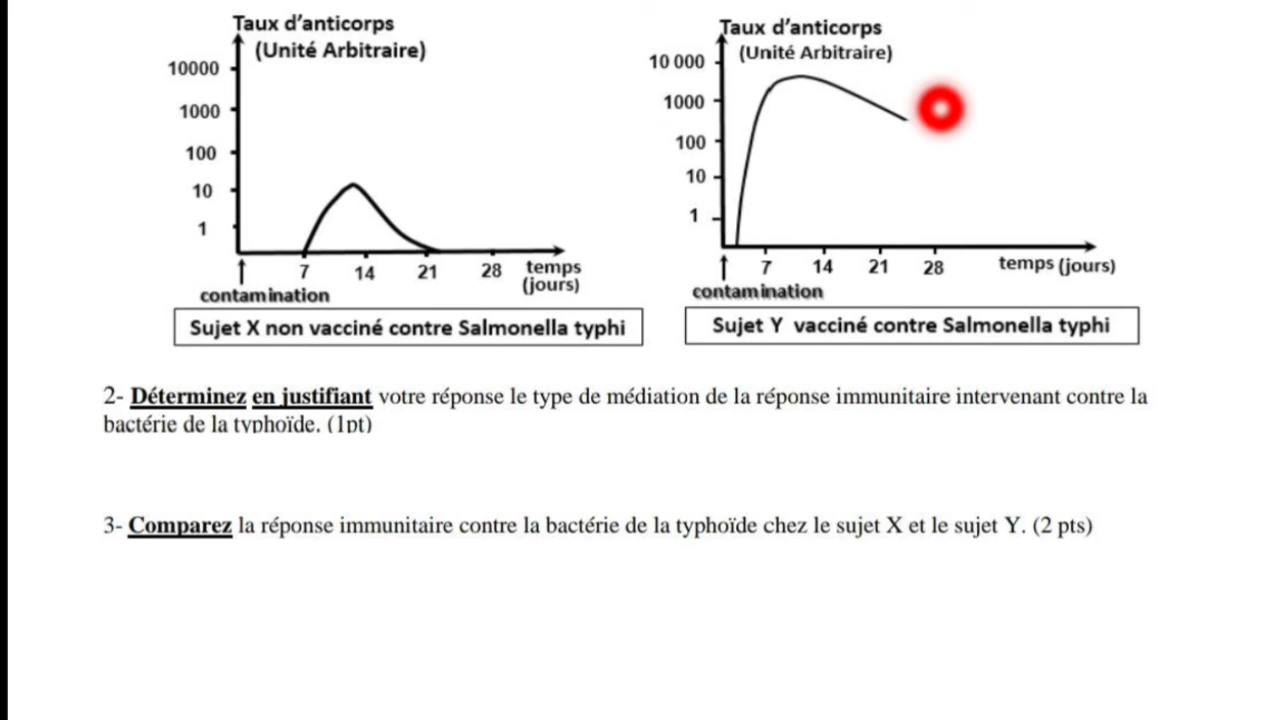 Taux d'anticorps
(Unité Arbitraire)
10000
1000
100
10
1
7 14 21 28 temps
(jours)
contamination
Sujet X non vacciné contre Salmonella typhi
Taux d'anticorps
(Unité Arbitraire)
10 000
1000
100
10
1
7 14 21 28 temps (jours)
contamination
Sujet Y vacciné contre Salmonella typhi
2- Déterminez en justifiant votre réponse le type de médiation de la réponse immunitaire intervenant contre la
bactérie de la typhoïde. (1pt)
3- Comparez la réponse immunitaire contre la bactérie de la typhoïde chez le sujet X et le sujet Y. (2 pts)